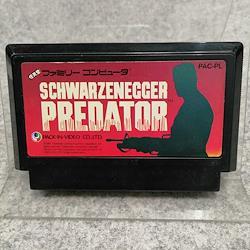 ファミリー コンピュータ
PAC-PL
SCHWARZENEGGER
PREDATOR
PACK-IN-VIDEO CO.,LTD.